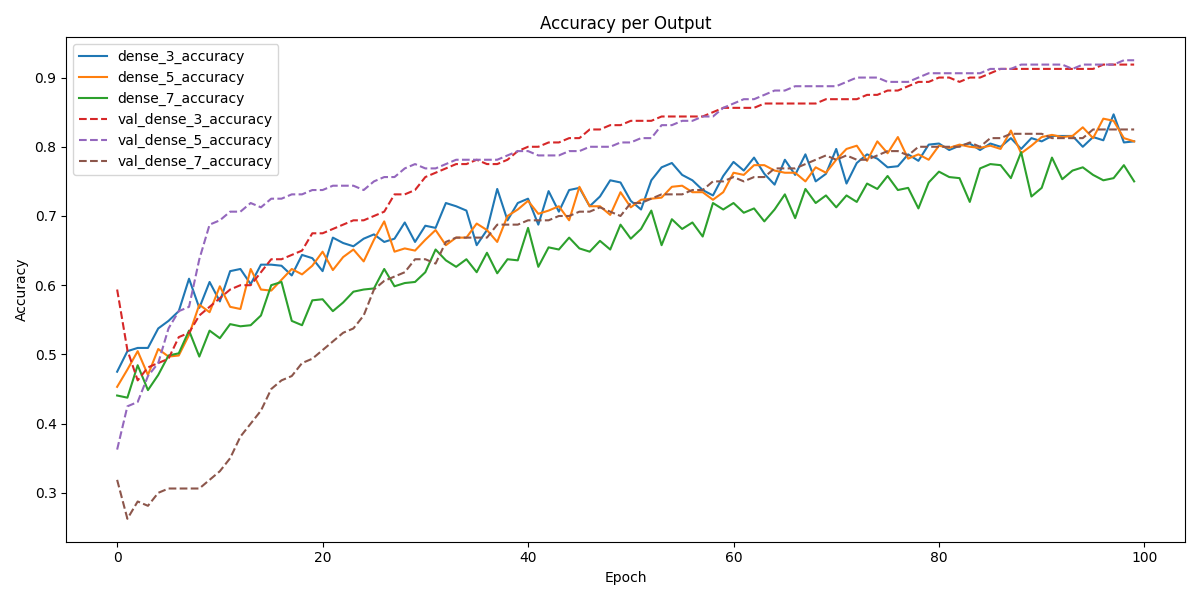 Accuracy per Output
dense_3_accuracy
dense_5_accuracy
dense_7_accuracy
val_dense_3_accuracy
val_dense_5_accuracy
val_dense_7_accuracy
Accuracy
0.9
0.8
0.7
0.6
0.5
0.4
0.3
0 20 40 60 80 100
Epoch